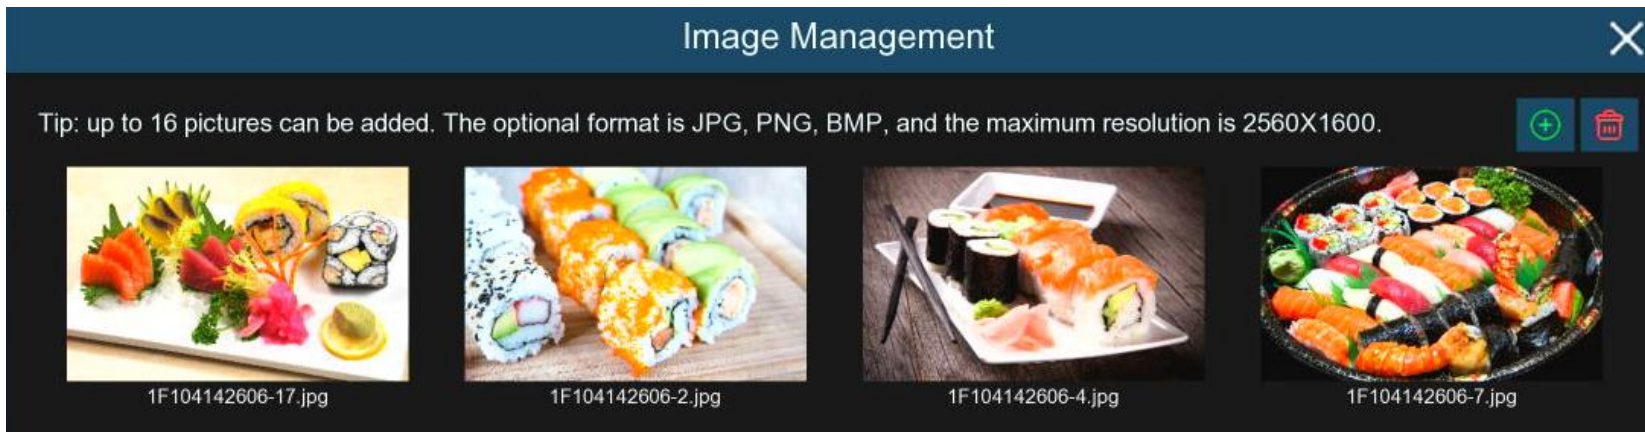 Image Management
Tip: up to 16 pictures can be added. The optional format is JPG, PNG, BMP, and the maximum resolution is 2560X1600.
1F104142606-17.jpg
1F104142606-2.jpg
1F104142606-4.jpg
1F104142606-7.jpg